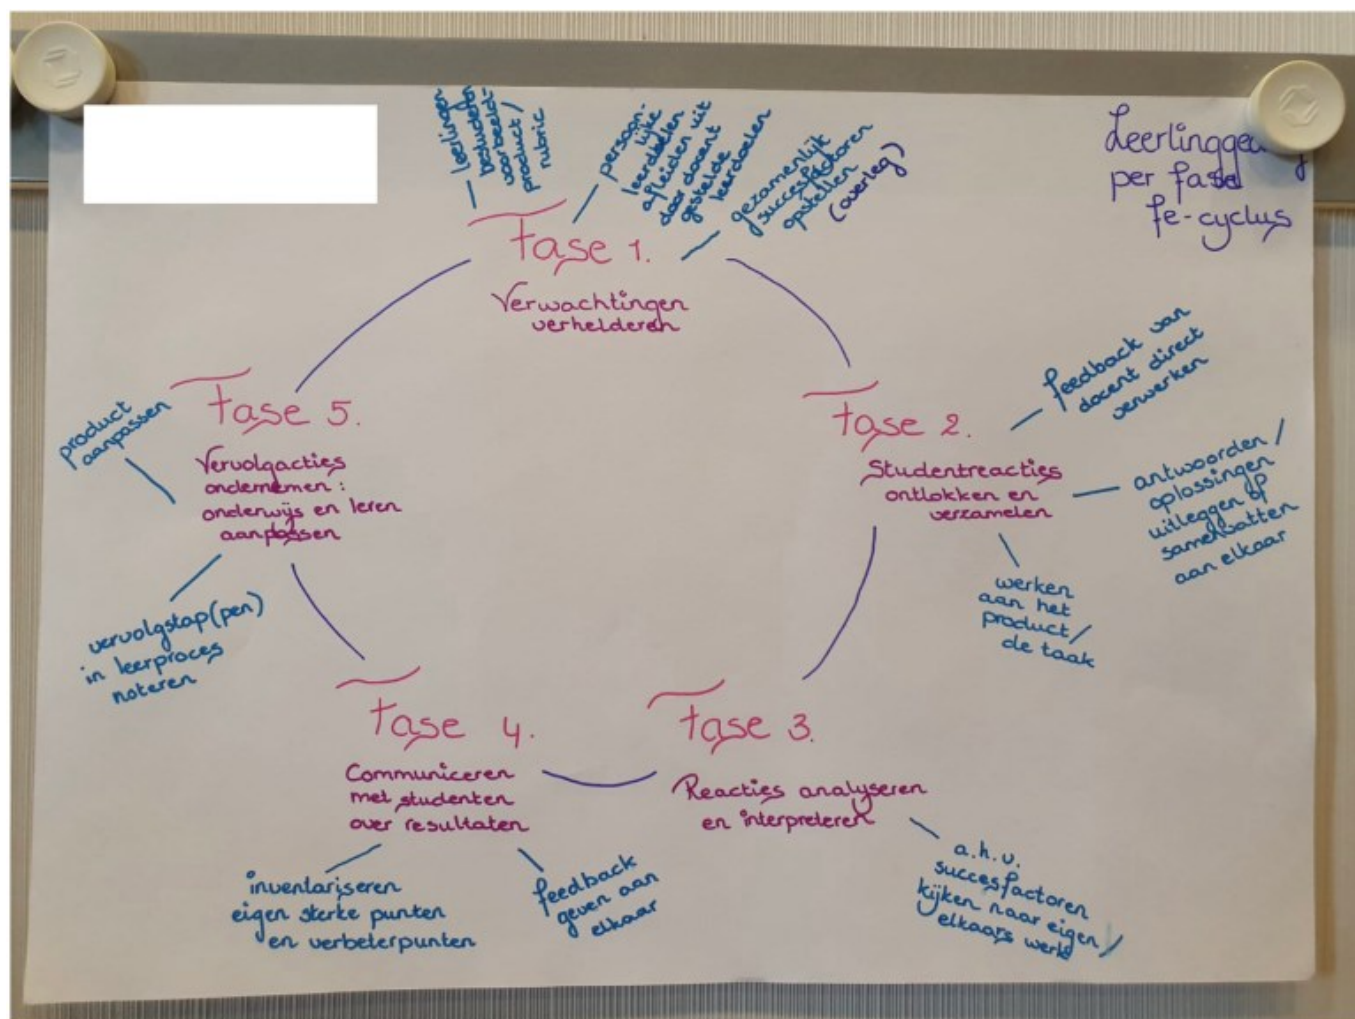 Leerlingged
per fase
fe-cyclus
leerlingen
bestuderen
voorbeeld-
product /
rubric
persoon-
lijke
leerdoelen
afleiden uit
door docent
gestelde
leerdoelen
gezamenlijk
succesfactoren
opstellen
(overleg)
Fase 1.
Verwachtingen
verhelderen
Fase 2.
Studentreacties
ontlokken en
verzamelen
feedback van
docent direct
verwerken
antwoorden /
oplossingen
uitleggen of
samenvatten
aan elkaar
werken
aan het
product /
de taak
Fase 3.
Reacties analyseren
en interpreteren
a.h.v.
succesfactoren
kijken naar eigen /
elkaars werk
Fase 4.
Communiceren
met studenten
over resultaten
inventariseren
eigen sterke punten
en verbeterpunten
feedback
geven aan
elkaar
Fase 5.
Vervolgacties
ondernemen:
onderwijs en leren
aanpassen
product
aanpassen
vervolgstap(pen)
in leerproces
noteren